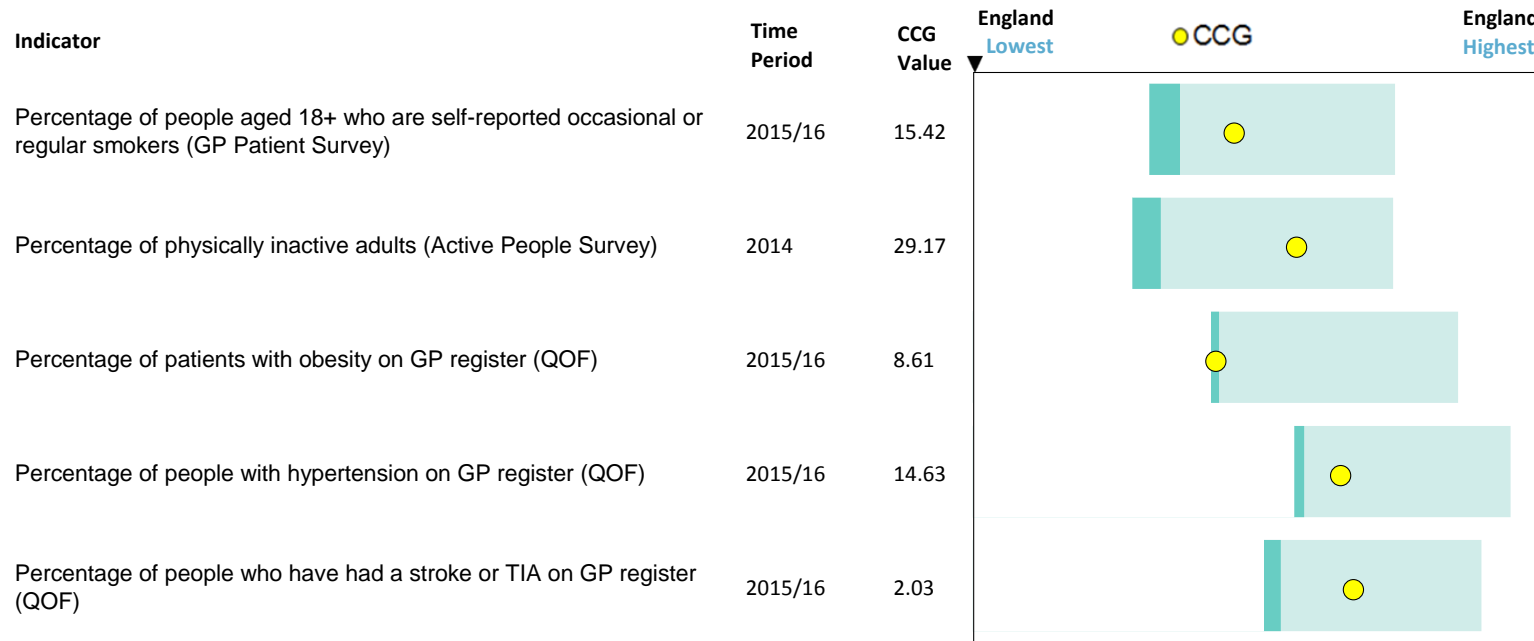 Indicator
Time
Period
CCG
Value
England
Lowest
CCG
England
Highest
Percentage of people aged 18+ who are self-reported occasional or
regular smokers (GP Patient Survey)
2015/16
15.42
Percentage of physically inactive adults (Active People Survey)
2014
29.17
Percentage of patients with obesity on GP register (QOF)
2015/16
8.61
Percentage of people with hypertension on GP register (QOF)
2015/16
14.63
Percentage of people who have had a stroke or TIA on GP register
(QOF)
2015/16
2.03